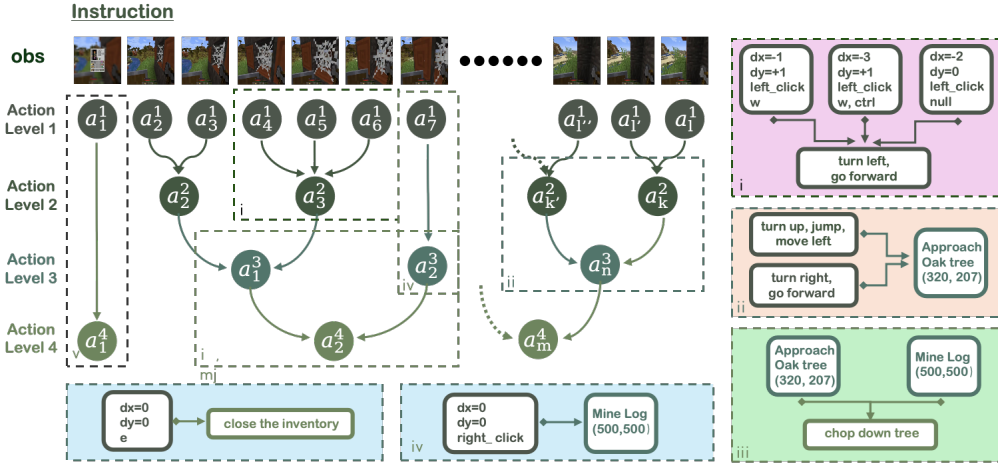 Instruction
obs
Action
Level 1
a¹₁ a¹₂ a¹₃ a¹₄ a¹₅ a¹₆ a¹₇ a¹l'' a¹l' a¹l
Action
Level 2
a²₂ a²₃ a²k' a²k
i
Action
Level 3
a³₁ a³₂ a³n
iv
ii
Action
Level 4
a⁴₁ a⁴₂ a⁴m
v
i
mj
dx=0
dy=0
e
close the inventory
dx=0
dy=0
right_ click
Mine Log
(500,500)
iv
dx=-1
dy=+1
left_click
w
dx=-3
dy=+1
left_click
w, ctrl
dx=-2
dy=0
left_click
null
turn left,
go forward
i
turn up, jump,
move left
turn right,
go forward
Approach
Oak tree
(320, 207)
ii
Approach
Oak tree
(320, 207)
Mine Log
(500,500)
chop down tree
iii